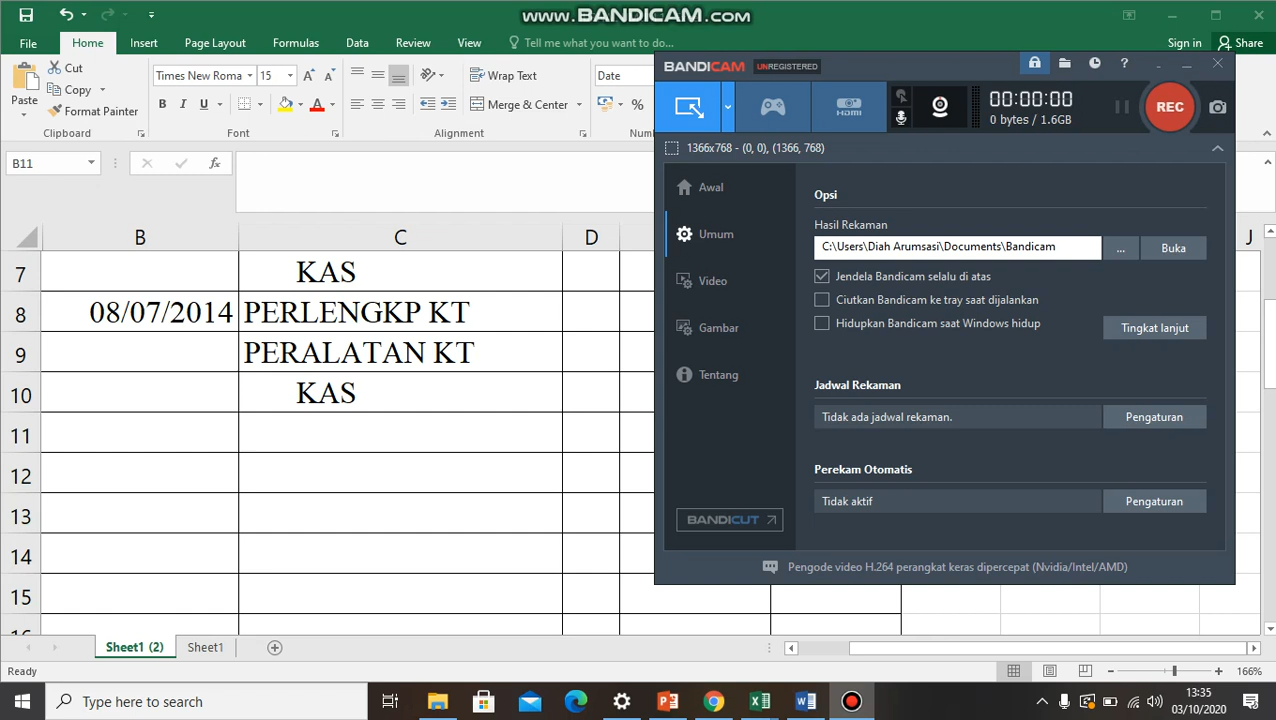 www.BANDICAM.com
File Home Insert Page Layout Formulas Data Review View Tell me what you want to do... Sign in Share
Paste
Cut
Copy
Format Painter
Clipboard
Times New Roma 15
B I U
Font
Wrap Text
Merge & Center
Alignment
Date
%
Num
B11
fx
B C D J
7 KAS
8 08/07/2014 PERLENGKP KT
9 PERALATAN KT
10 KAS
11
12
13
14
15
16
BANDICAM UNREGISTERED
HDMI
00:00:00
0 bytes / 1.6GB
REC
1366x768 - (0, 0), (1366, 768)
Awal
Umum
Video
Gambar
Tentang
BANDICUT
Opsi
Hasil Rekaman
C:\Users\Diah Arumsasi\Documents\Bandicam ... Buka
Jendela Bandicam selalu di atas
Ciutkan Bandicam ke tray saat dijalankan
Hidupkan Bandicam saat Windows hidup
Tingkat lanjut
Jadwal Rekaman
Tidak ada jadwal rekaman. Pengaturan
Perekam Otomatis
Tidak aktif Pengaturan
Pengode video H.264 perangkat keras dipercepat (Nvidia/Intel/AMD)
Sheet1 (2) Sheet1
Ready 166%
Type here to search
13:35
03/10/2020